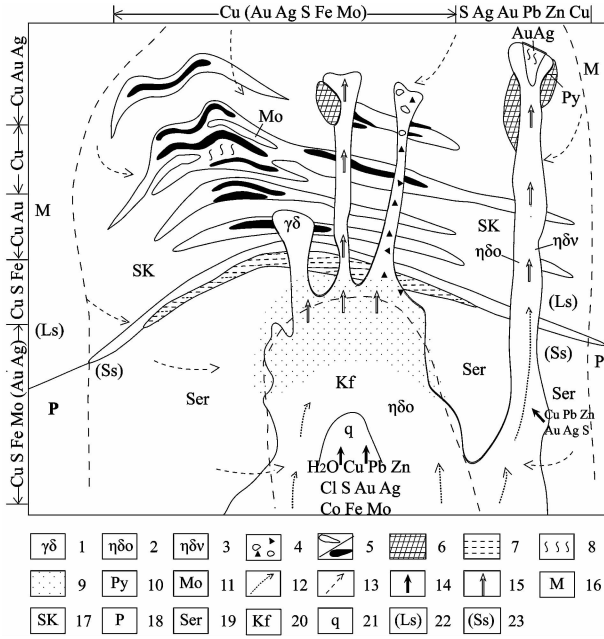 Cu (Au Ag S Fe Mo)
S Ag Au Pb Zn Cu
Cu Au Ag
Cu
Cu Au
Cu S Fe
Cu S Fe Mo (Au Ag)
AuAg
M
Py
Mo
M
γδ
SK
SK
ηδo
ηδν
(Ls)
(Ls)
(Ss)
(Ss)
P
P
Ser
Ser
Ser
Kf
ηδo
q
Cu Pb Zn
Au Ag S
H2O Cu Pb Zn
Cl S Au Ag
Co Fe Mo
γδ 1 ηδo 2 ηδν 3 4 5 6 7 8
9 Py 10 Mo 11 12 13 14 15 M 16
SK 17 P 18 Ser 19 Kf 20 q 21 (Ls) 22 (Ss) 23